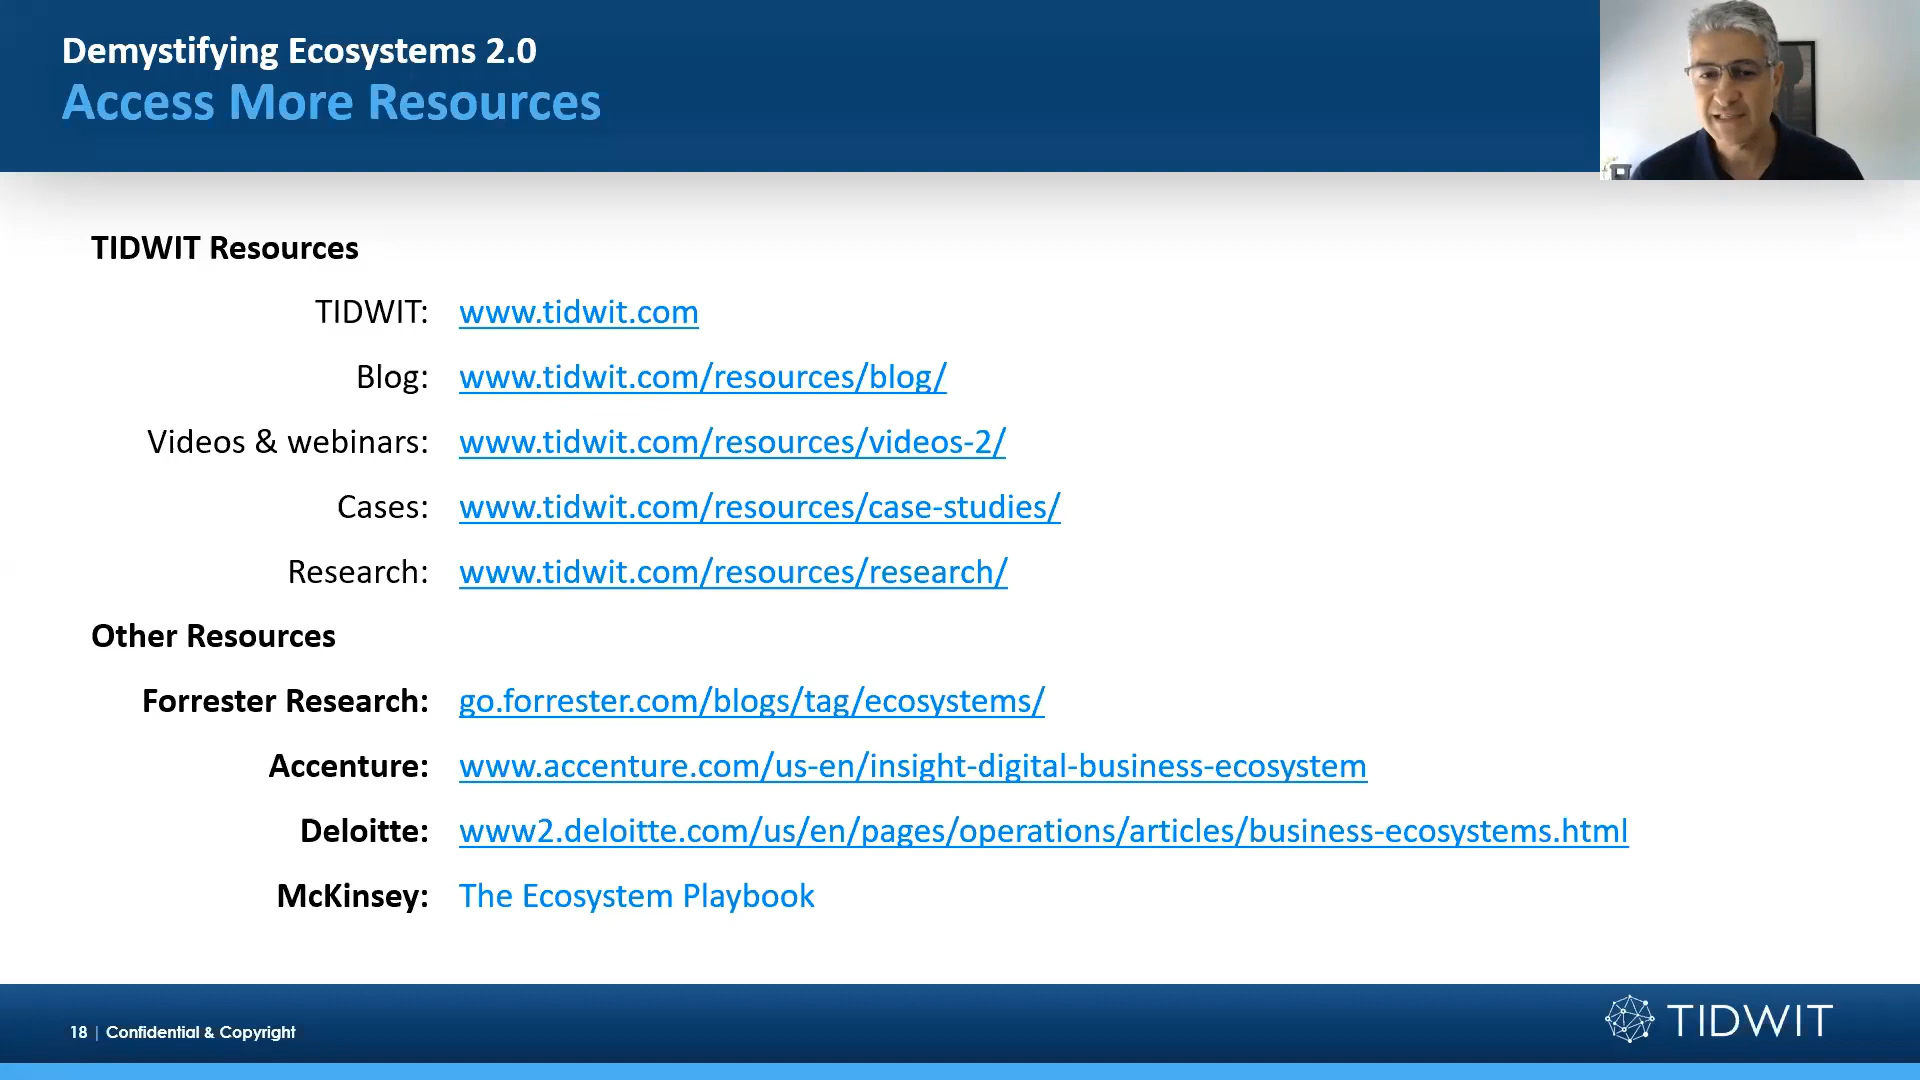 Demystifying Ecosystems 2.0
Access More Resources
TIDWIT Resources
TIDWIT: www.tidwit.com
Blog: www.tidwit.com/resources/blog/
Videos & webinars: www.tidwit.com/resources/videos-2/
Cases: www.tidwit.com/resources/case-studies/
Research: www.tidwit.com/resources/research/
Other Resources
Forrester Research: go.forrester.com/blogs/tag/ecosystems/
Accenture: www.accenture.com/us-en/insight-digital-business-ecosystem
Deloitte: www2.deloitte.com/us/en/pages/operations/articles/business-ecosystems.html
McKinsey: The Ecosystem Playbook
18 | Confidential & Copyright
TIDWIT